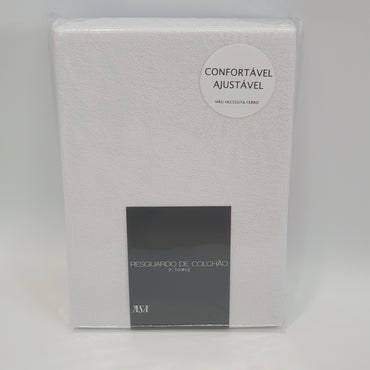 CONFORTÁVEL
AJUSTÁVEL
NÃO NECESSITA FERRO
RESGUARDO DE COLCHÃO
ASA